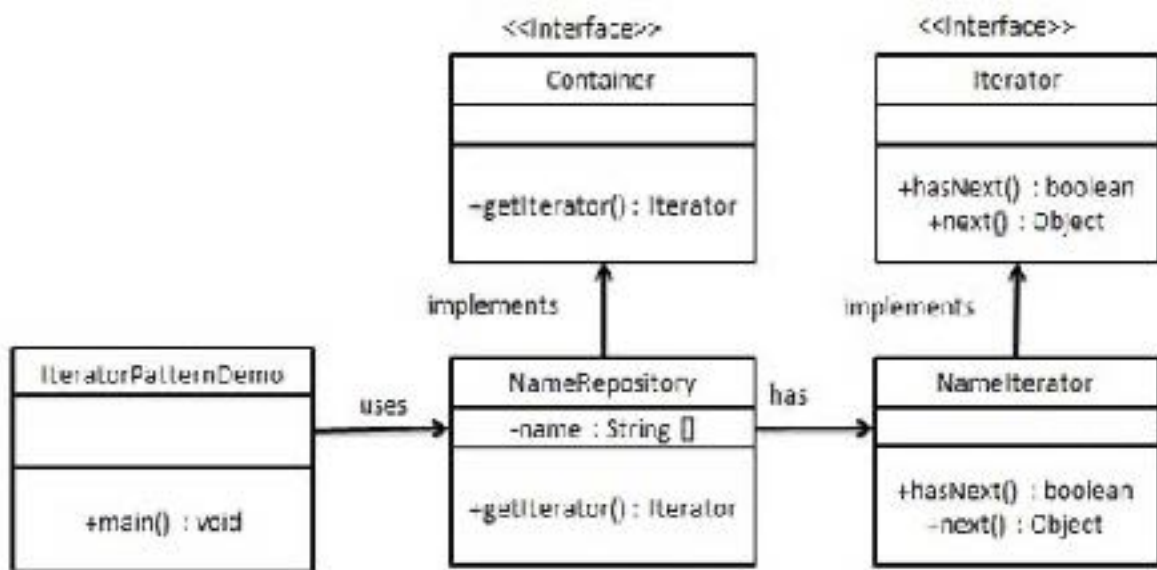 <<Interface>>
Container
+getIterator() : Iterator
<<Interface>>
Iterator
+hasNext() : boolean
+next() : Object
implements
implements
IteratorPatternDemo
+main() : void
uses
NameRepository
-name : String []
+getIterator() : Iterator
has
NameIterator
+hasNext() : boolean
+next() : Object